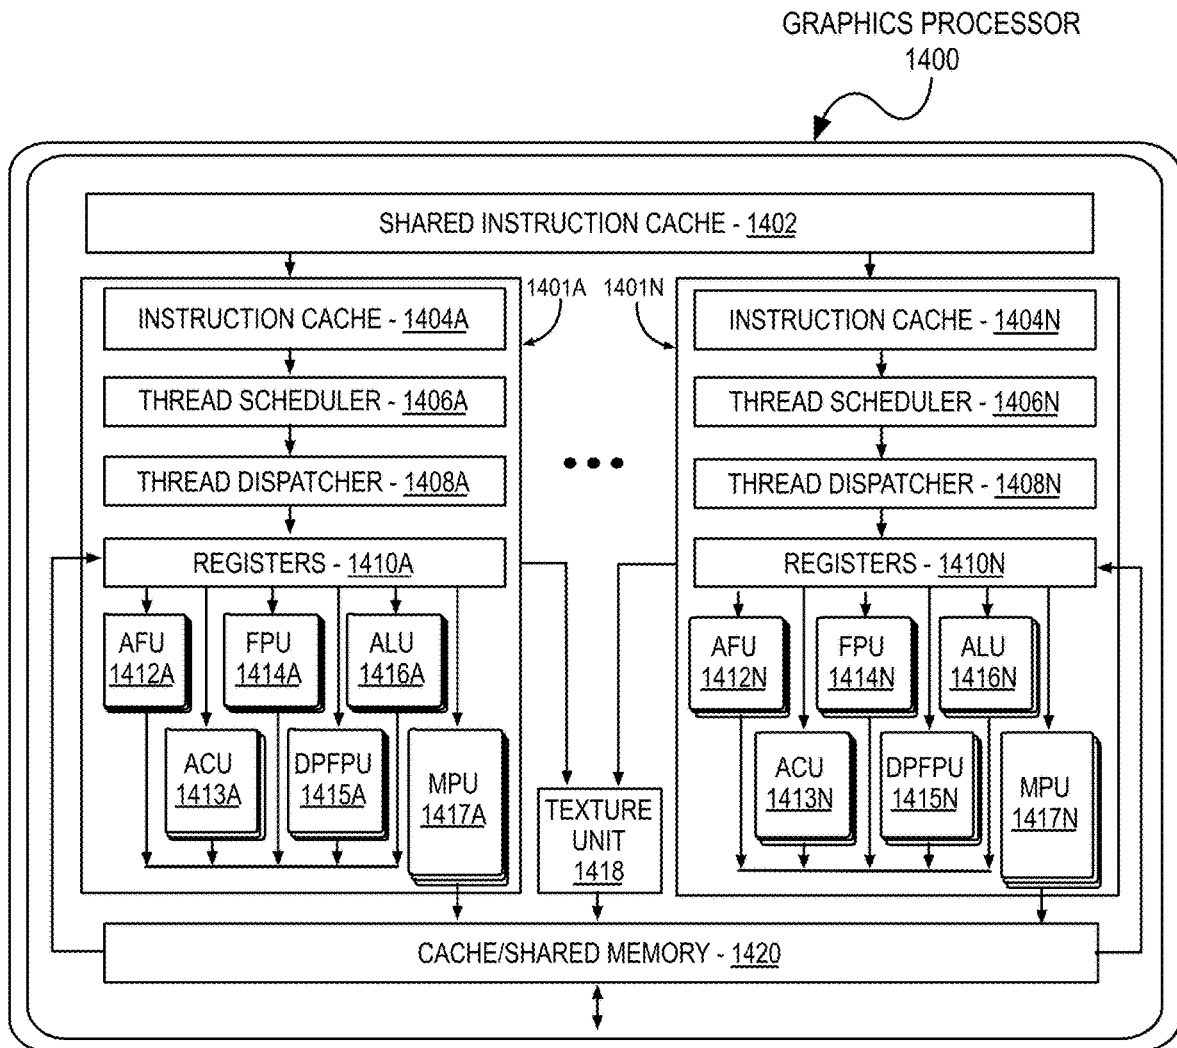 GRAPHICS PROCESSOR
1400
SHARED INSTRUCTION CACHE - 1402
1401A 1401N
INSTRUCTION CACHE - 1404A
THREAD SCHEDULER - 1406A
THREAD DISPATCHER - 1408A
REGISTERS - 1410A
AFU
1412A
FPU
1414A
ALU
1416A
ACU
1413A
DPFPU
1415A
MPU
1417A
INSTRUCTION CACHE - 1404N
THREAD SCHEDULER - 1406N
THREAD DISPATCHER - 1408N
REGISTERS - 1410N
AFU
1412N
FPU
1414N
ALU
1416N
ACU
1413N
DPFPU
1415N
MPU
1417N
TEXTURE
UNIT
1418
CACHE/SHARED MEMORY - 1420